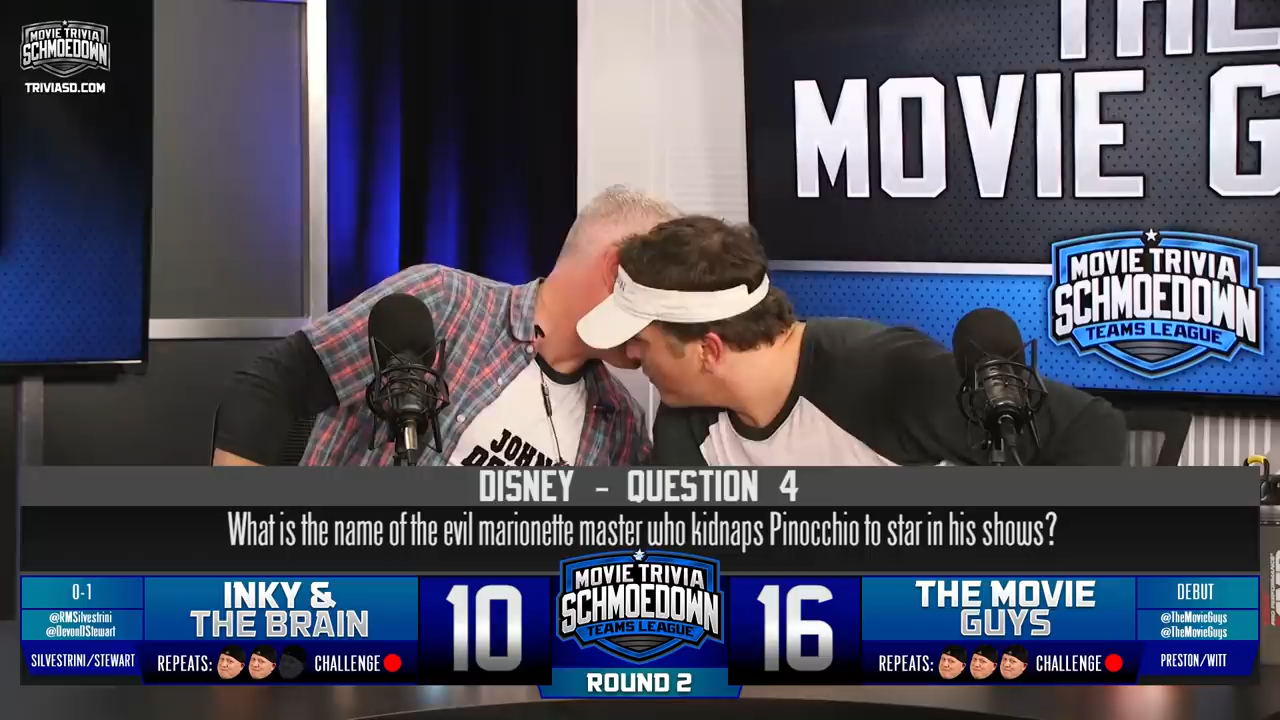 MOVIE TRIVIA
SCHMOEDOWN
TRIVIASD.COM
THE
MOVIE G
MOVIE TRIVIA
SCHMOEDOWN
TEAMS LEAGUE
JOHN
DISNEY - QUESTION 4
What is the name of the evil marionette master who kidnaps Pinocchio to star in his shows?
0-1
@RMSilvestrini
@DevonDStewart
SILVESTRINI/STEWART
INKY &
THE BRAIN
REPEATS:
CHALLENGE
10
MOVIE TRIVIA
SCHMOEDOWN
TEAMS LEAGUE
ROUND 2
16
THE MOVIE
GUYS
REPEATS:
CHALLENGE
DEBUT
@TheMovieGuys
@TheMovieGuys
PRESTON/WITT